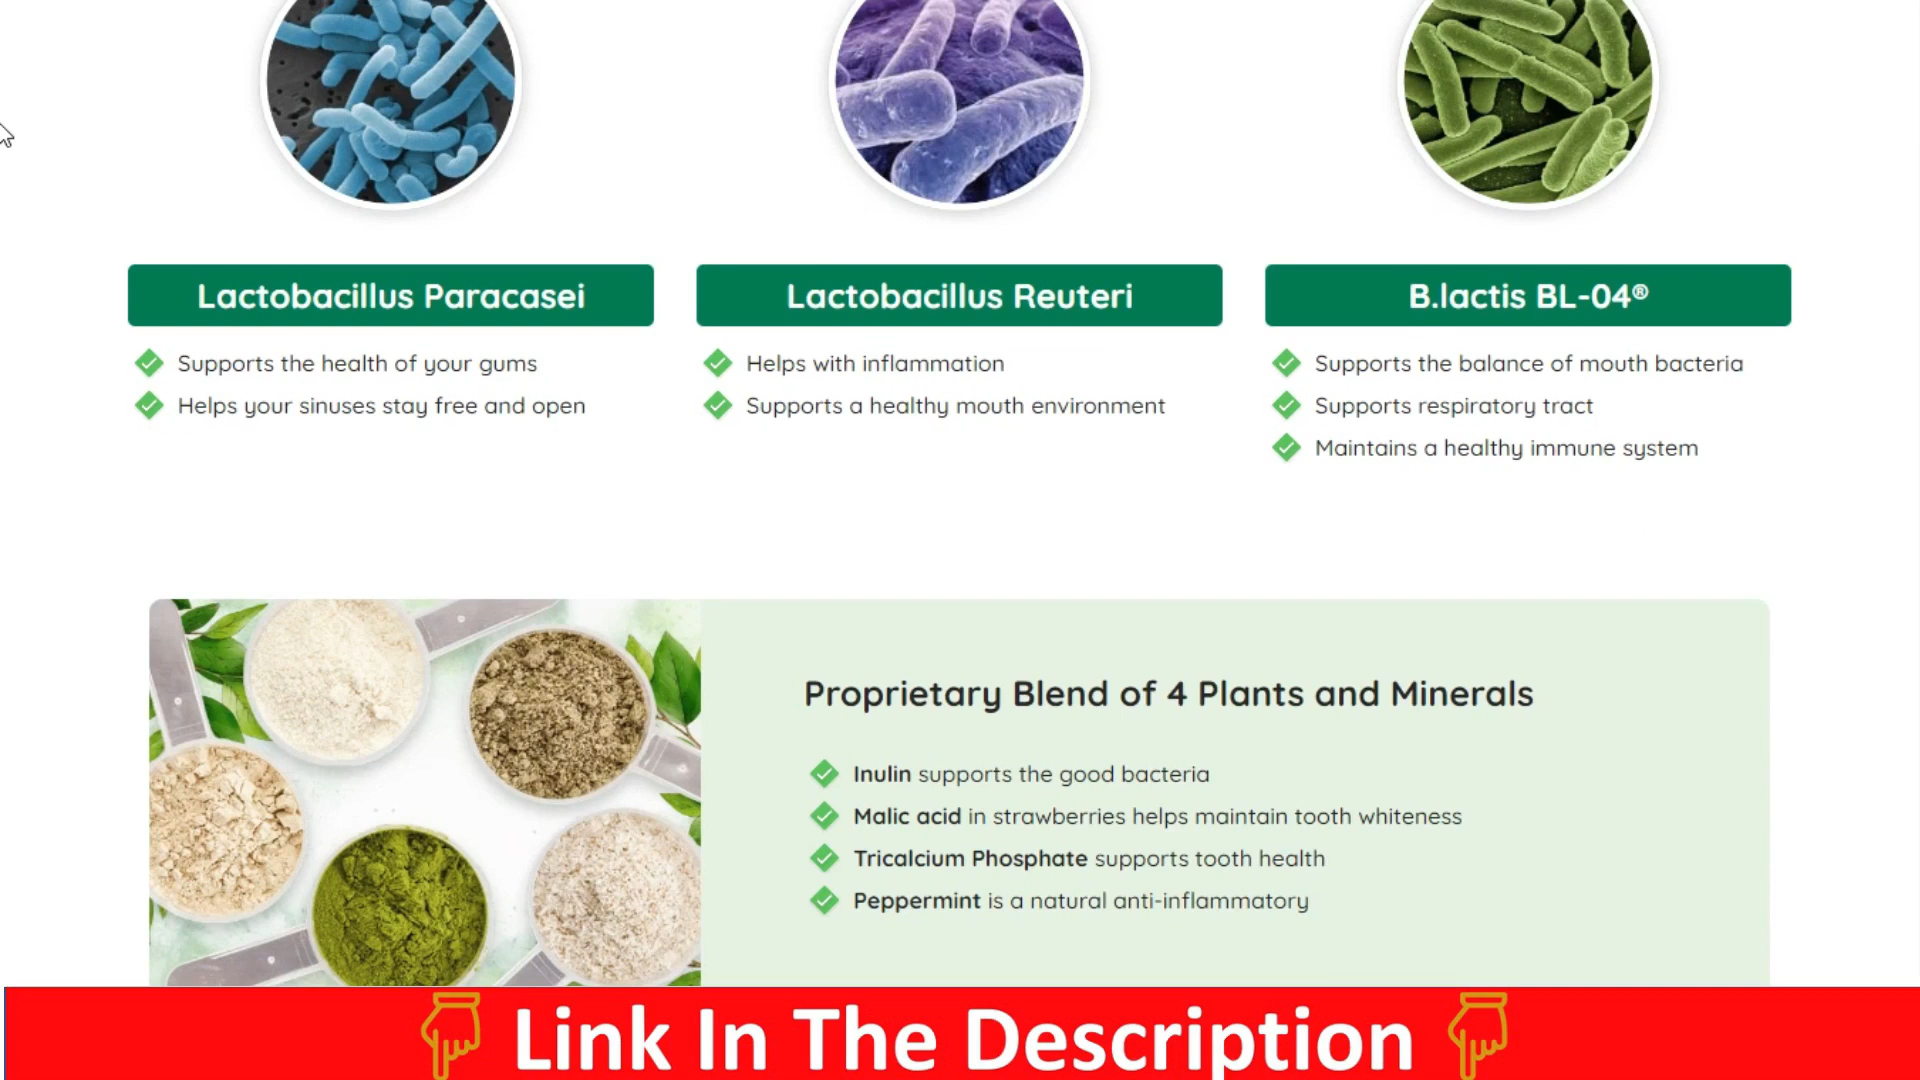 Lactobacillus Paracasei
Supports the health of your gums
Helps your sinuses stay free and open
Lactobacillus Reuteri
Helps with inflammation
Supports a healthy mouth environment
B.lactis BL-04®
Supports the balance of mouth bacteria
Supports respiratory tract
Maintains a healthy immune system
Proprietary Blend of 4 Plants and Minerals
Inulin supports the good bacteria
Malic acid in strawberries helps maintain tooth whiteness
Tricalcium Phosphate supports tooth health
Peppermint is a natural anti-inflammatory
Link In The Description